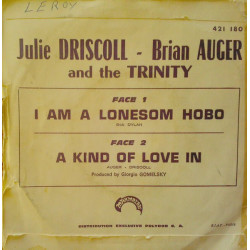 LEROY
421 180
Julie DRISCOLL - Brian AUGER
and the TRINITY
FACE 1
I AM A LONESOM HOBO
FACE 2
A KIND OF LOVE IN
AUGER - DRISCOLL
Produced by Giorgio GOMELSKY
DISTRIBUTION EXCLUSIVE POLYDOR S. A.